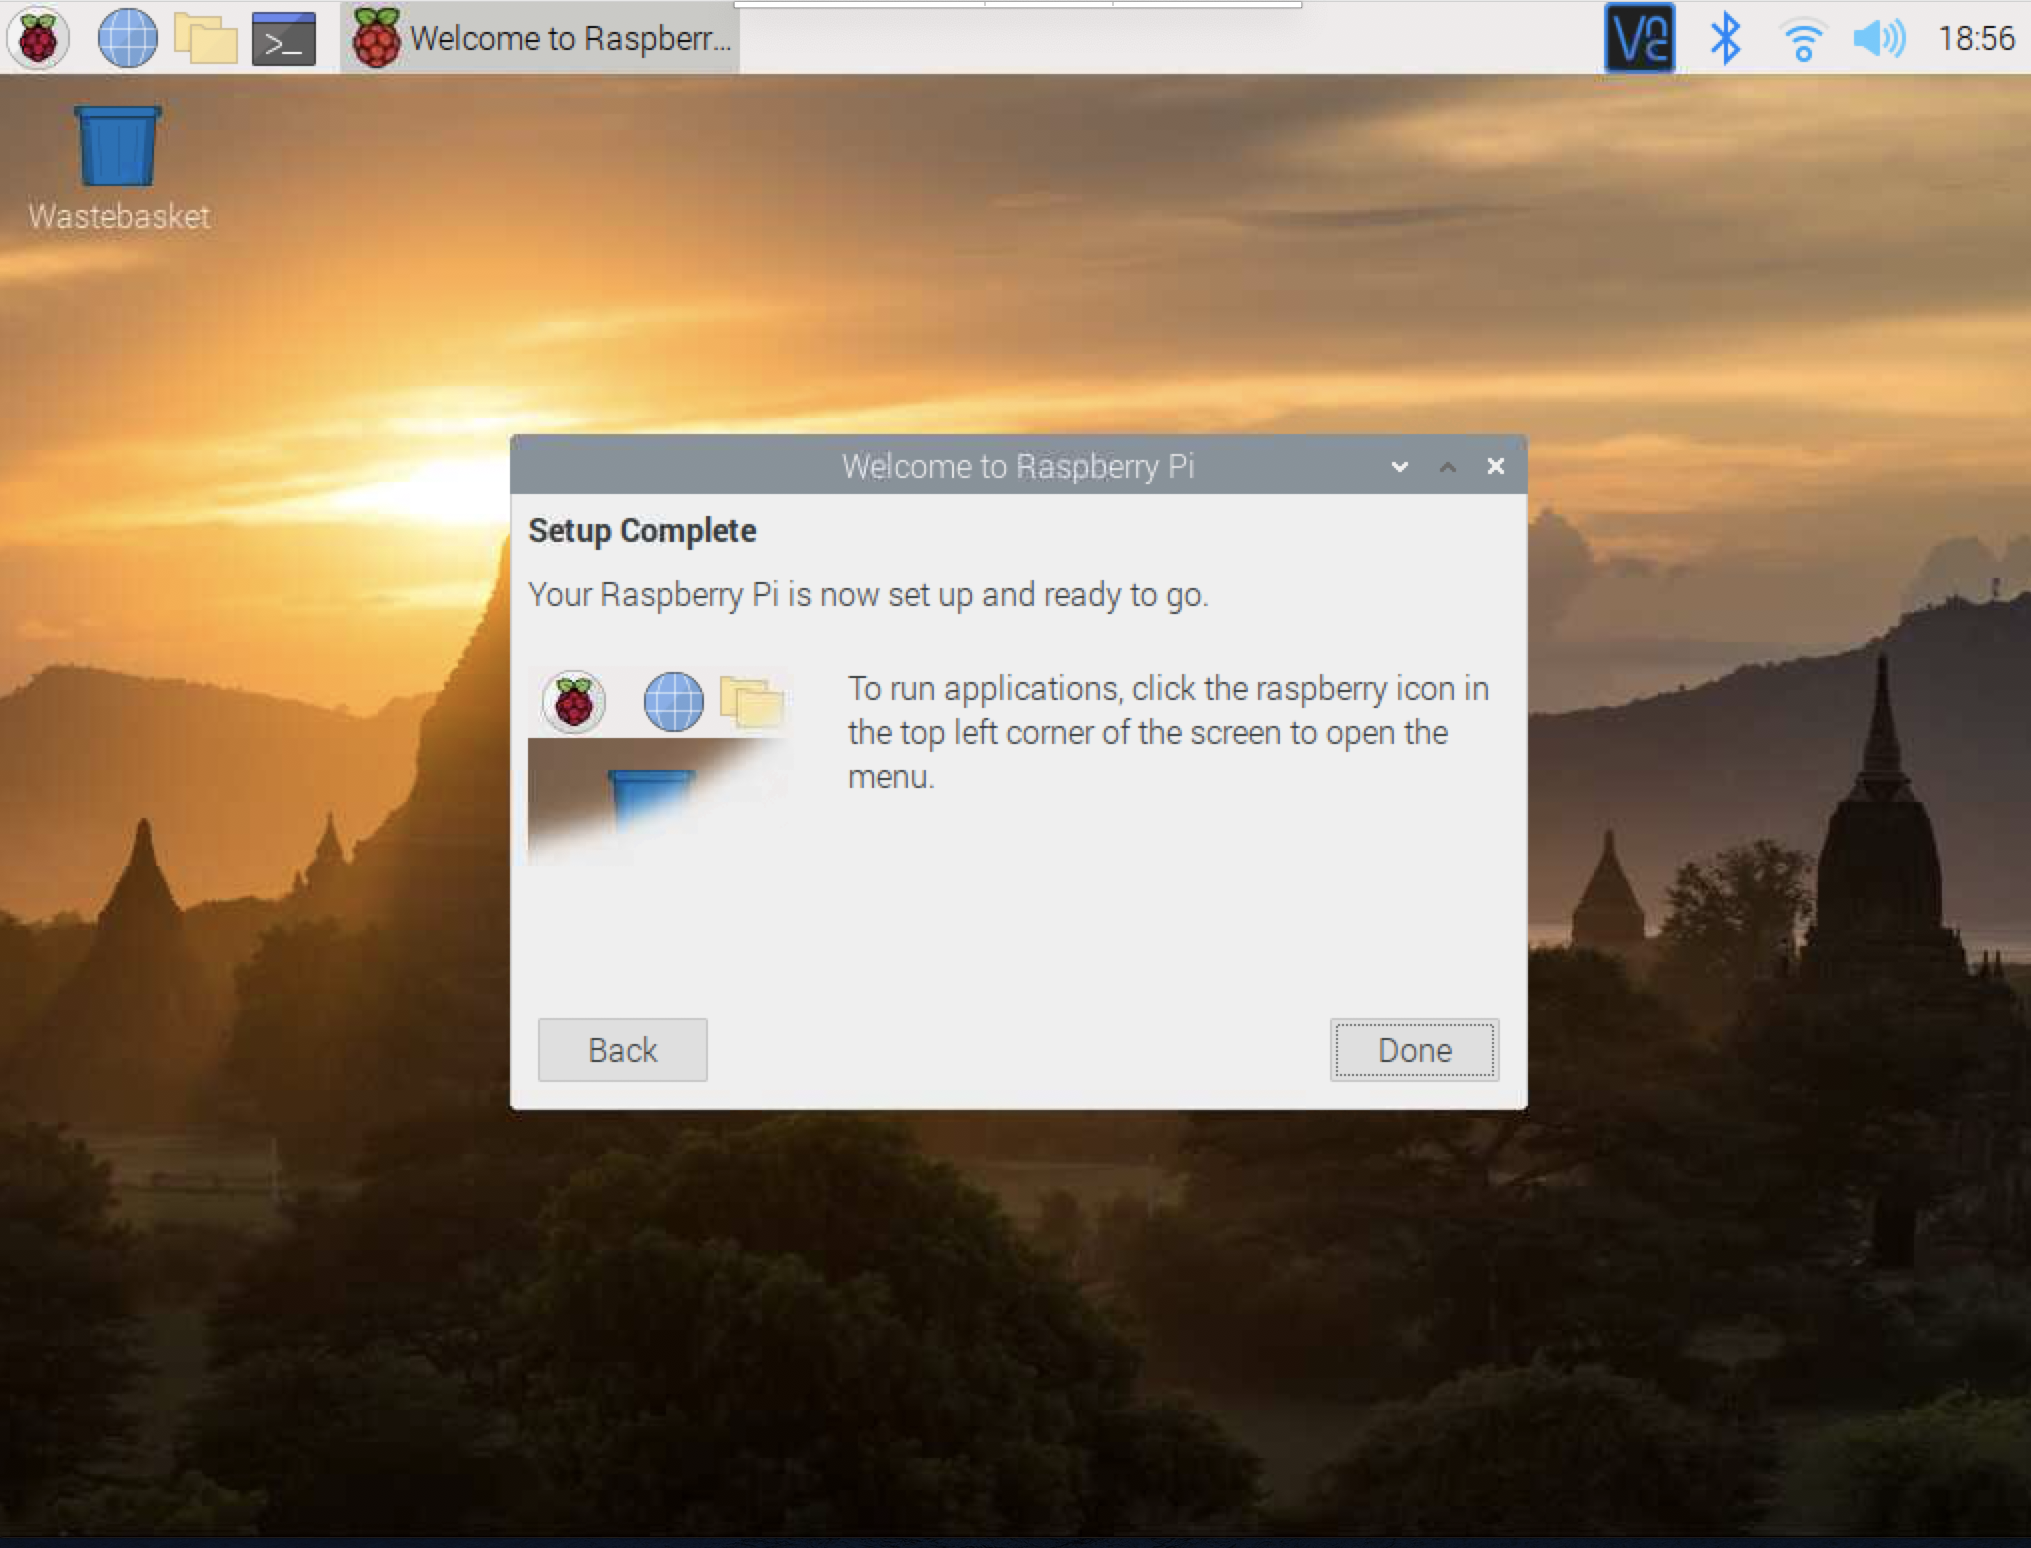 Welcome to Raspberr...
18:56
Wastebasket
Welcome to Raspberry Pi
Setup Complete
Your Raspberry Pi is now set up and ready to go.
To run applications, click the raspberry icon in
the top left corner of the screen to open the
menu.
Back
Done